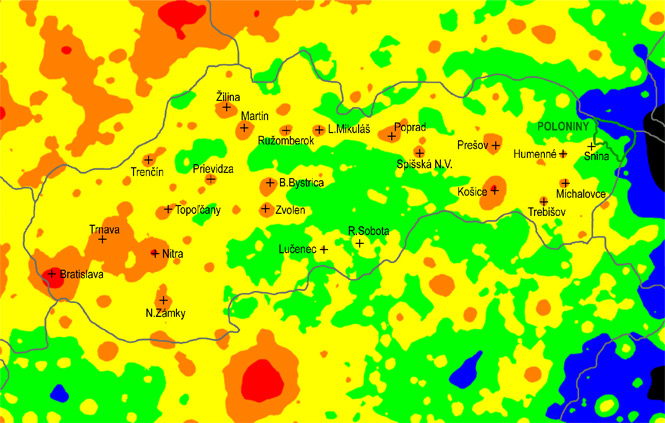 Žilina
Martin
Ružomberok
L.Mikuláš
Poprad
POLONINY
Prešov
Spišská N.V.
Humenné
Snina
Trenčín
Prievidza
B.Bystrica
Košice
Michalovce
Trebišov
Topoľčany
Zvolen
Trnava
R.Sobota
Lučenec
Nitra
Bratislava
N.Zámky